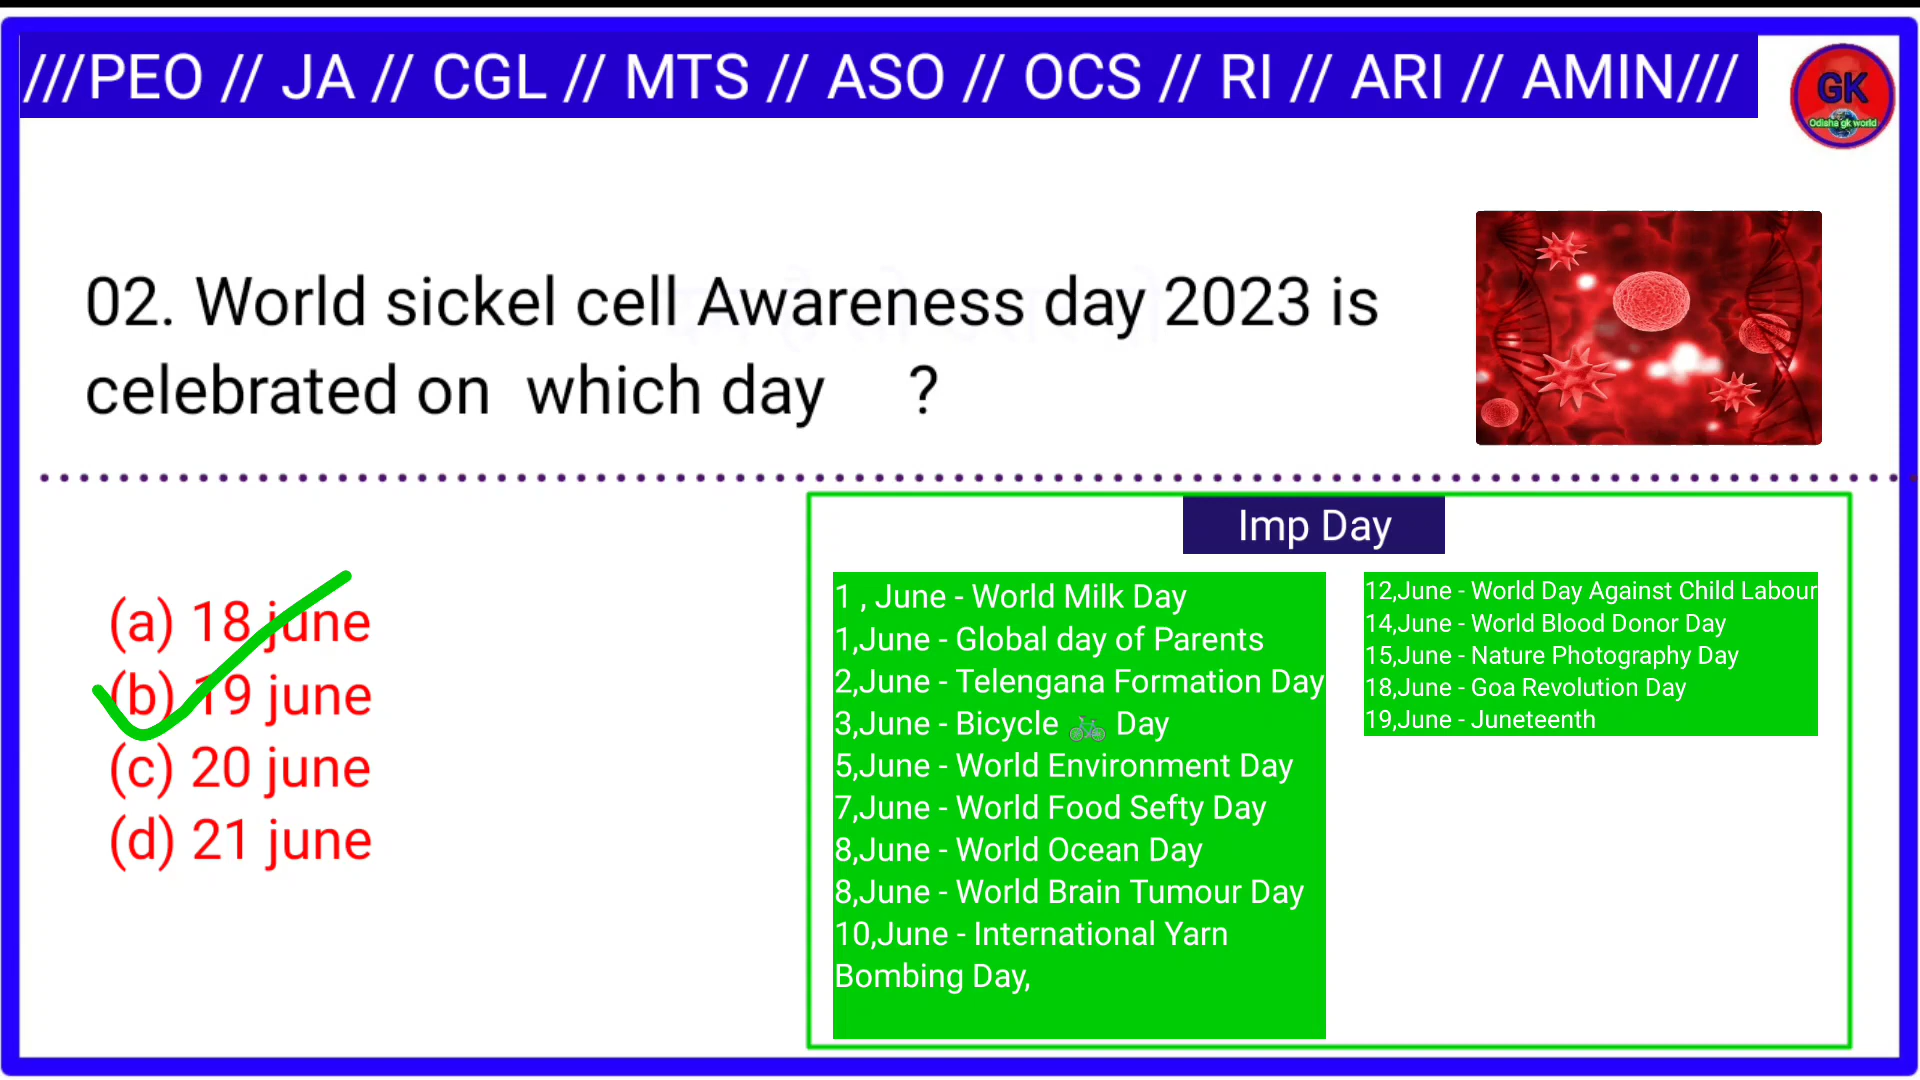 ///PEO // JA // CGL // MTS // ASO // OCS // RI // ARI // AMIN///
GK
Odisha gk world
02. World sickel cell Awareness day 2023 is
celebrated on which day ?
(a) 18 june
(b) 19 june
(c) 20 june
(d) 21 june
Imp Day
1 , June - World Milk Day
1,June - Global day of Parents
2,June - Telengana Formation Day
3,June - Bicycle 🚲 Day
5,June - World Environment Day
7,June - World Food Sefty Day
8,June - World Ocean Day
8,June - World Brain Tumour Day
10,June - International Yarn
Bombing Day,
12,June - World Day Against Child Labour
14,June - World Blood Donor Day
15,June - Nature Photography Day
18,June - Goa Revolution Day
19,June - Juneteenth